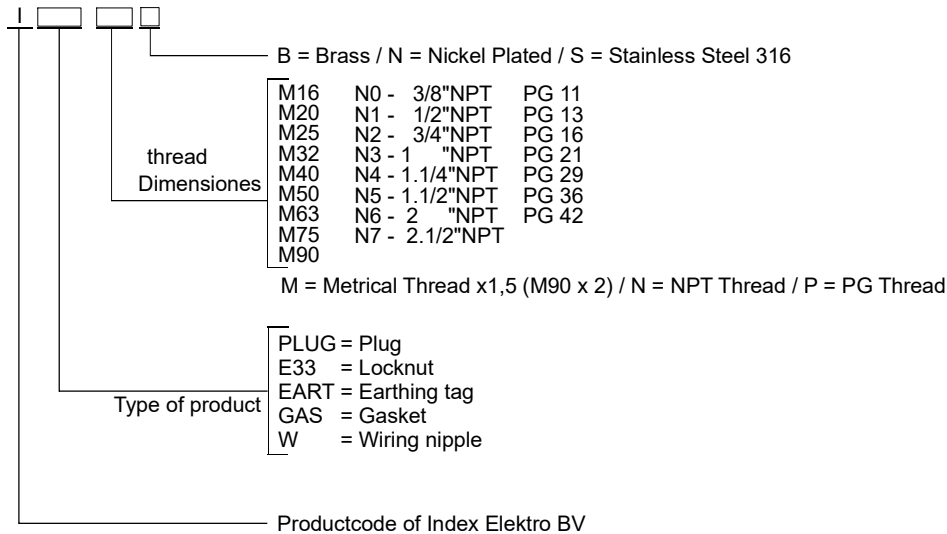 I
B = Brass / N = Nickel Plated / S = Stainless Steel 316
M16 N0 - 3/8"NPT PG 11
M20 N1 - 1/2"NPT PG 13
M25 N2 - 3/4"NPT PG 16
M32 N3 - 1 "NPT PG 21
M40 N4 - 1.1/4"NPT PG 29
M50 N5 - 1.1/2"NPT PG 36
M63 N6 - 2 "NPT PG 42
M75 N7 - 2.1/2"NPT
M90
thread
Dimensiones
M = Metrical Thread x1,5 (M90 x 2) / N = NPT Thread / P = PG Thread
PLUG = Plug
E33 = Locknut
EART = Earthing tag
GAS = Gasket
W = Wiring nipple
Type of product
Productcode of Index Elektro BV